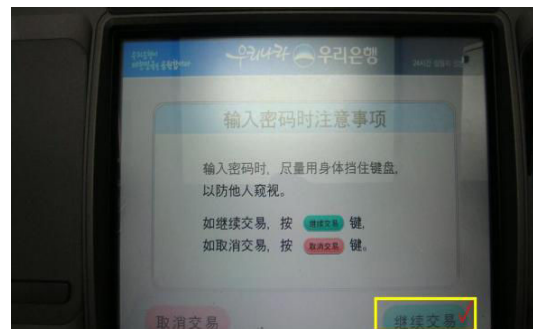 우리나라 우리은행
输入密码时注意事项
输入密码时, 尽量用身体挡住键盘,
以防他人窥视。
如继续交易, 按 继续交易 键,
如取消交易, 按 取消交易 键。
取消交易 继续交易